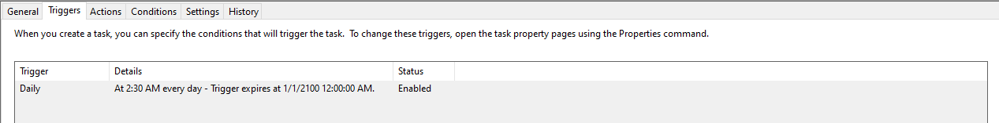 General Triggers Actions Conditions Settings History
When you create a task, you can specify the conditions that will trigger the task.  To change these triggers, open the task property pages using the Properties command.
Trigger Details Status
Daily At 2:30 AM every day - Trigger expires at 1/1/2100 12:00:00 AM. Enabled